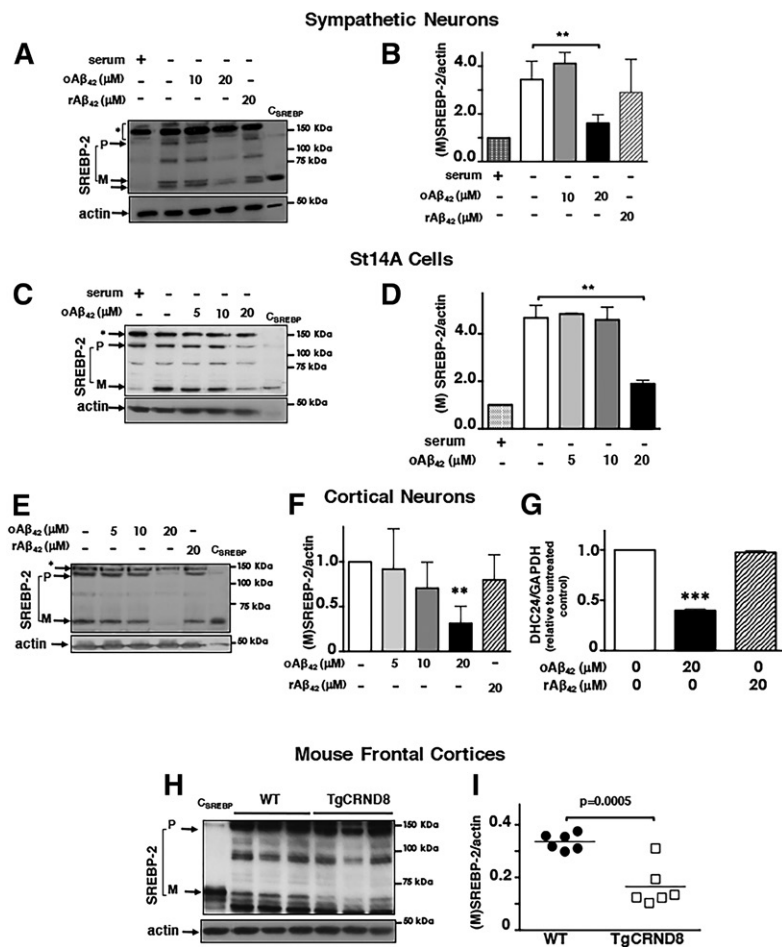 Sympathetic Neurons
A
serum + - - - -
oAβ42 (μM) - - 10 20 -
rAβ42 (μM) - - - - 20
CSREBP
150 KDa
100 KDa
75 KDa
50 kDa
SREBP-2
*
P
M
actin
B
**
(M)SREBP-2/actin
4.0
2.0
0.0
serum + - - - -
oAβ42 (μM) - - 10 20 -
rAβ42 (μM) - - - - 20
St14A Cells
C
serum + - - - -
oAβ42 (μM) - - 5 10 20
CSREBP
150 KDa
100 KDa
75 KDa
50 kDa
SREBP-2
*
P
M
actin
D
**
(M) SREBP-2/actin
4.0
2.0
0.0
serum + - - - -
oAβ42 (μM) - - 5 10 20
Cortical Neurons
E
oAβ42 (μM) - 5 10 20 -
rAβ42 (μM) - - - - 20
CSREBP
150 KDa
100 KDa
75 KDa
50 kDa
SREBP-2
*
P
M
actin
F
**
(M)SREBP-2/actin
1.0
0.5
0
oAβ42 (μM) - 5 10 20 -
rAβ42 (μM) - - - - 20
G
***
DHC24/GAPDH
(relative to untreated
control)
1.0
0.5
0.0
oAβ42 (μM) 0 20 0
rAβ42 (μM) 0 0 20
Mouse Frontal Cortices
H
CSREBP
WT
TgCRND8
150 KDa
100 KDa
75 KDa
50 kDa
SREBP-2
P
M
actin
I
p=0.0005
(M)SREBP-2/actin
0.4
0.2
0
WT
TgCRND8